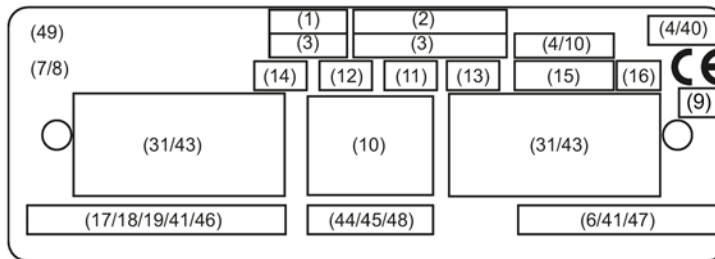 (49) (1) (2) (4/40)
(3) (3) (4/10)
(7/8) (14) (12) (11) (13) (15) (16) CE
(9)
(31/43) (10) (31/43)
(17/18/19/41/46) (44/45/48) (6/41/47)